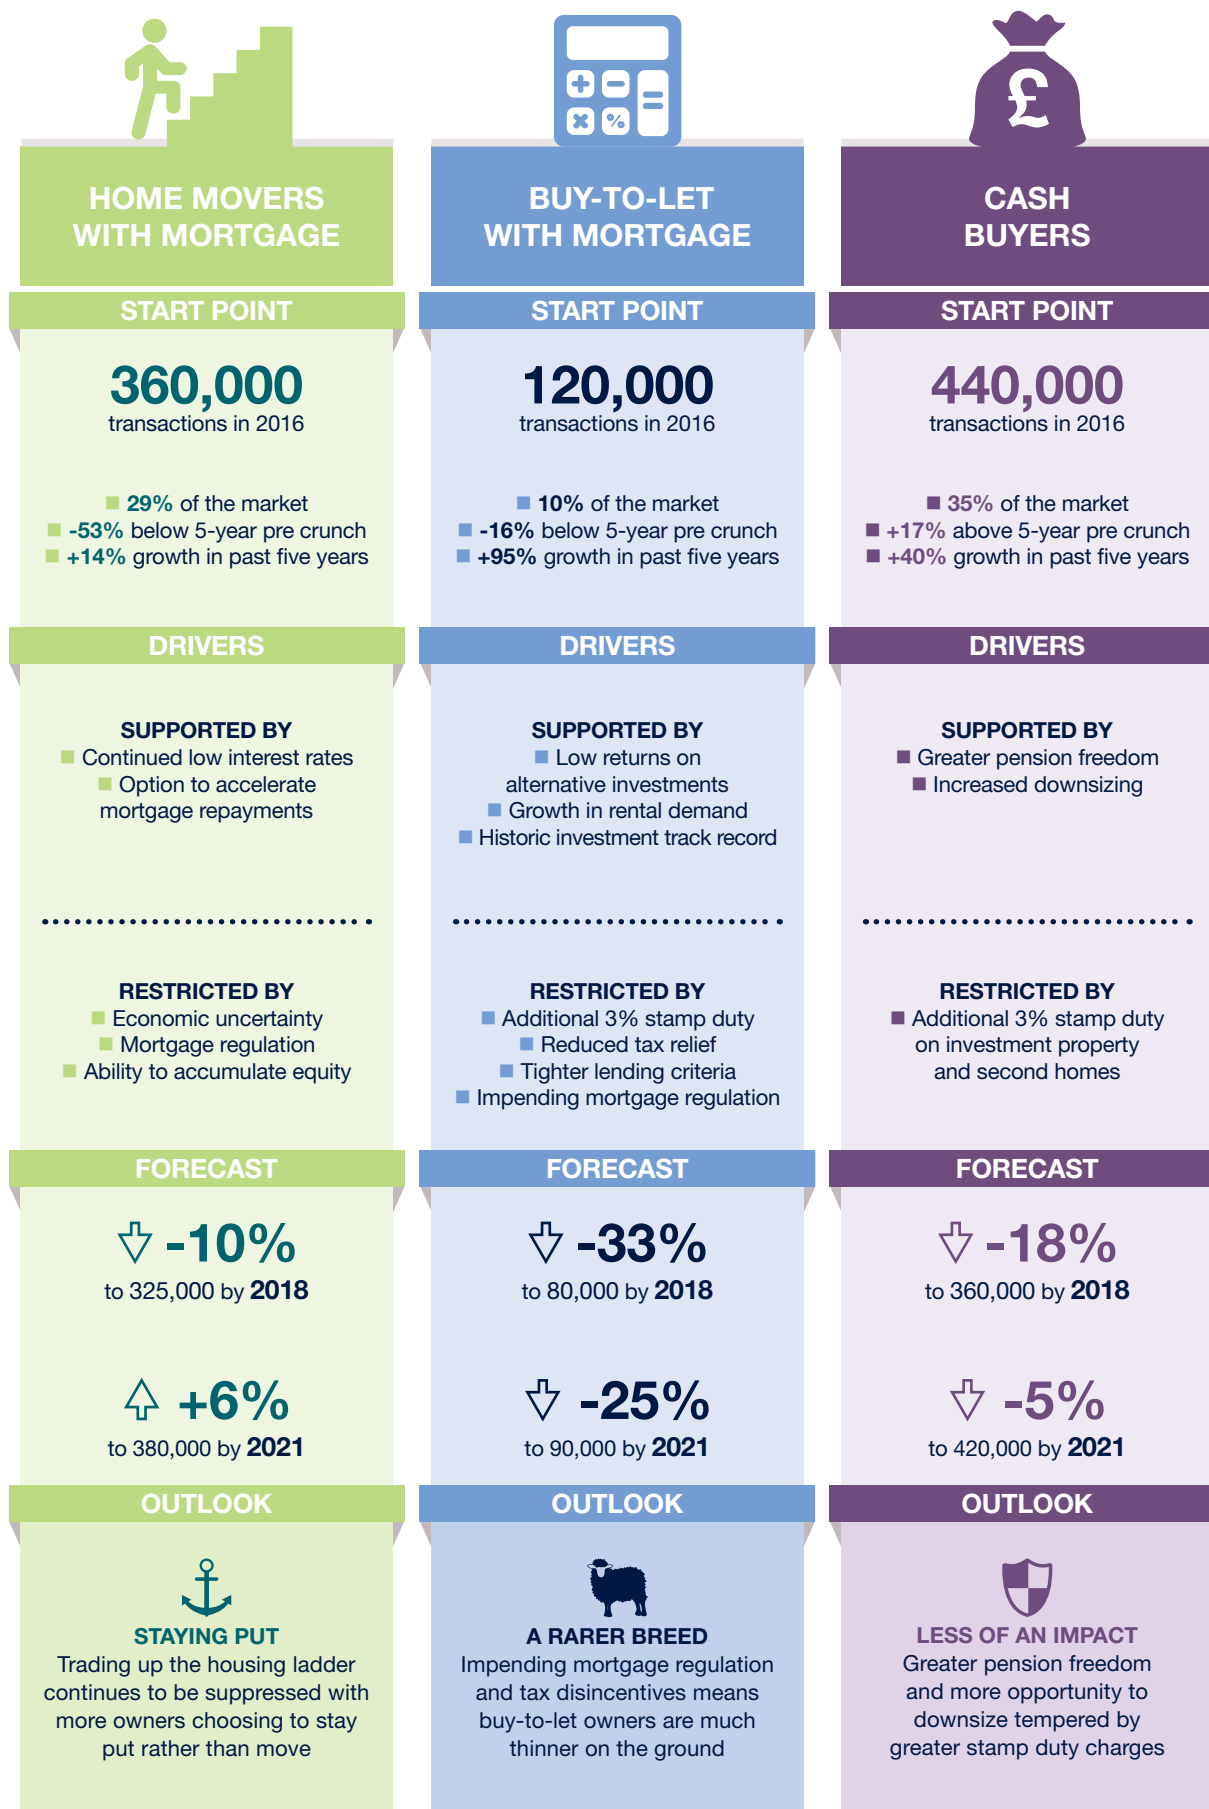 £
HOME MOVERS
WITH MORTGAGE
START POINT
360,000
transactions in 2016
■ 29% of the market
■ -53% below 5-year pre crunch
■ +14% growth in past five years
DRIVERS
SUPPORTED BY
■ Continued low interest rates
■ Option to accelerate
mortgage repayments
RESTRICTED BY
■ Economic uncertainty
■ Mortgage regulation
■ Ability to accumulate equity
FORECAST
-10%
to 325,000 by 2018
+6%
to 380,000 by 2021
OUTLOOK
STAYING PUT
Trading up the housing ladder
continues to be suppressed with
more owners choosing to stay
put rather than move
BUY-TO-LET
WITH MORTGAGE
START POINT
120,000
transactions in 2016
■ 10% of the market
■ -16% below 5-year pre crunch
■ +95% growth in past five years
DRIVERS
SUPPORTED BY
■ Low returns on
alternative investments
■ Growth in rental demand
■ Historic investment track record
RESTRICTED BY
■ Additional 3% stamp duty
■ Reduced tax relief
■ Tighter lending criteria
■ Impending mortgage regulation
FORECAST
-33%
to 80,000 by 2018
-25%
to 90,000 by 2021
OUTLOOK
A RARER BREED
Impending mortgage regulation
and tax disincentives means
buy-to-let owners are much
thinner on the ground
CASH
BUYERS
START POINT
440,000
transactions in 2016
■ 35% of the market
■ +17% above 5-year pre crunch
■ +40% growth in past five years
DRIVERS
SUPPORTED BY
■ Greater pension freedom
■ Increased downsizing
RESTRICTED BY
■ Additional 3% stamp duty
on investment property
and second homes
FORECAST
-18%
to 360,000 by 2018
-5%
to 420,000 by 2021
OUTLOOK
LESS OF AN IMPACT
Greater pension freedom
and more opportunity to
downsize tempered by
greater stamp duty charges